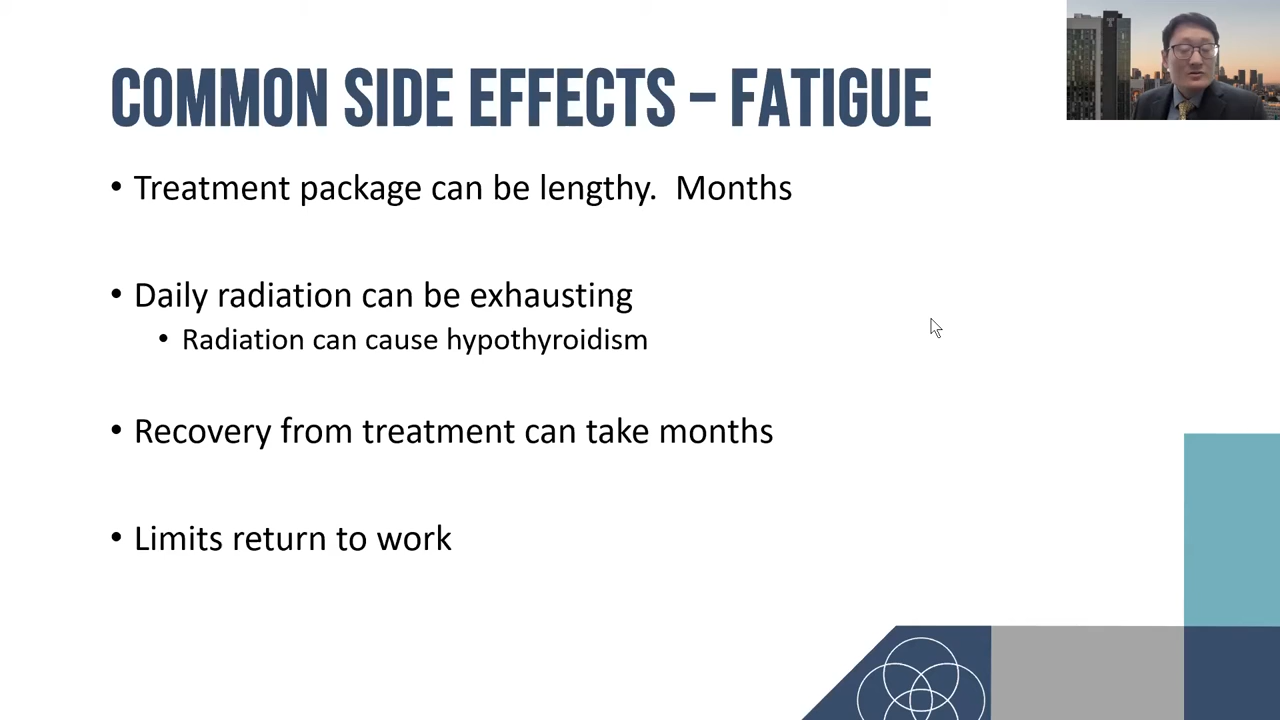 COMMON SIDE EFFECTS – FATIGUE
• Treatment package can be lengthy.  Months
• Daily radiation can be exhausting
• Radiation can cause hypothyroidism
• Recovery from treatment can take months
• Limits return to work